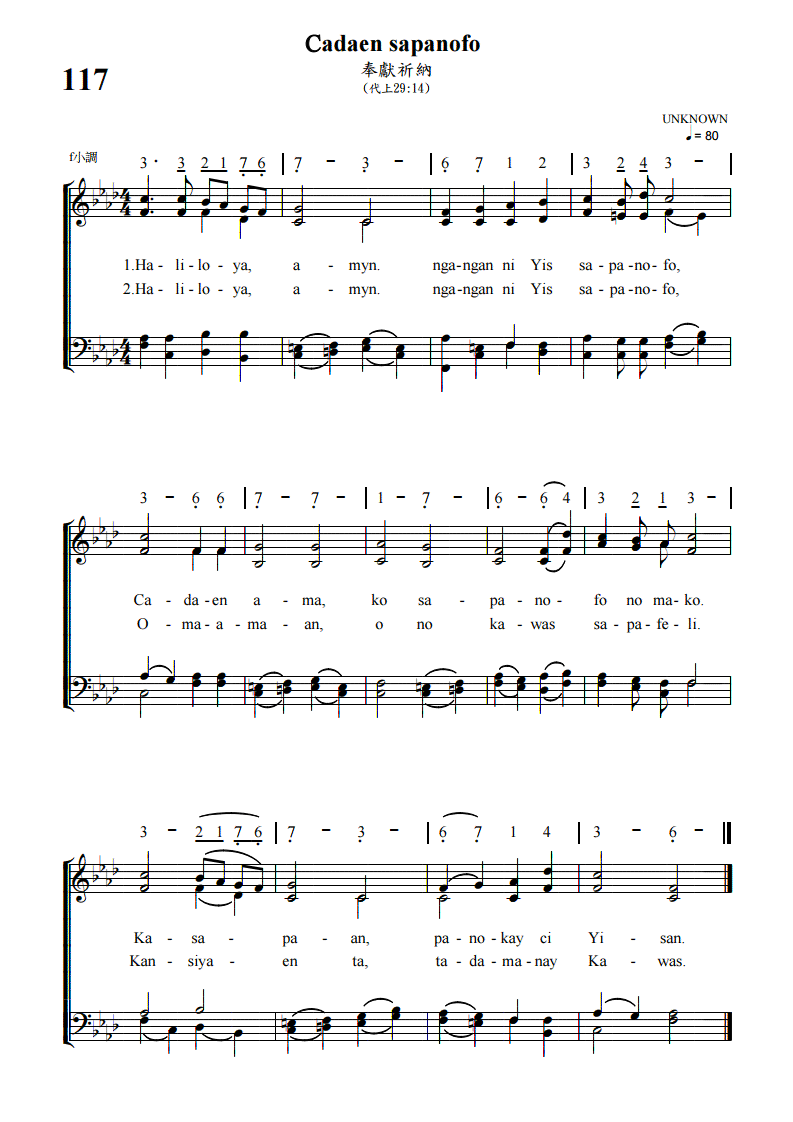 Cadaen sapanofo
117
奉獻祈納
(代上29:14)
UNKNOWN
♩ = 80
f小調
3 · 3 2 1 7 6 | 7 - 3 - | 6 7 1 2 | 3 2 4 3 - |
1.Ha - li - lo - ya, a - myn. ngan-ngan ni Yis sa - pa - no - fo,
2.Ha - li - lo - ya, a - myn. ngan-ngan ni Yis sa - pa - no - fo,
3 - 6 6 | 7 - 7 - | 1 - 7 - | 6 - 6 4 | 3 2 1 3 - |
Ca - da - en a - ma, ko sa - pa - no - fo no ma - ko.
O - ma - a - ma - an, o no ka - was sa - pa - fe - li.
3 - 2 1 7 6 | 7 - 3 - | 6 7 1 4 | 3 - 6 - ‖
Ka - sa - pa - an, pa - no - kay ci Yi - san.
Kan - siya - en ta, ta - da - ma - nay Ka - was.